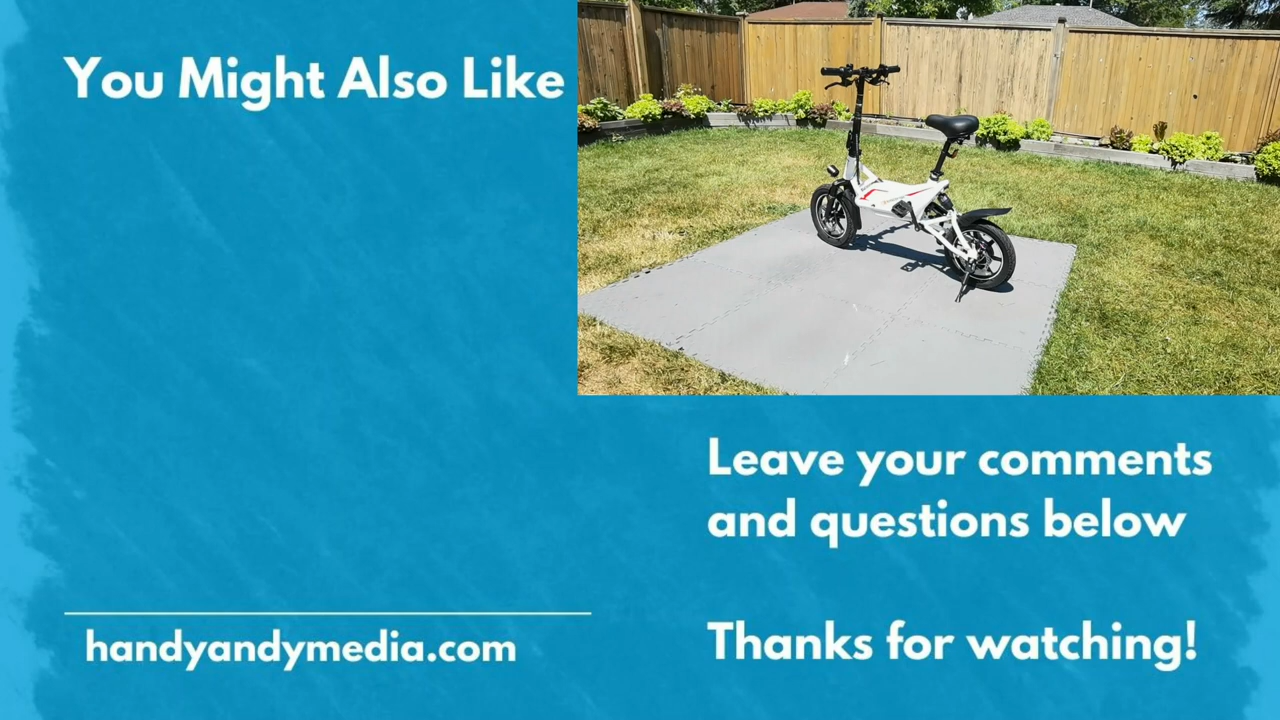 You Might Also Like
Leave your comments
and questions below
handyandymedia.com
Thanks for watching!